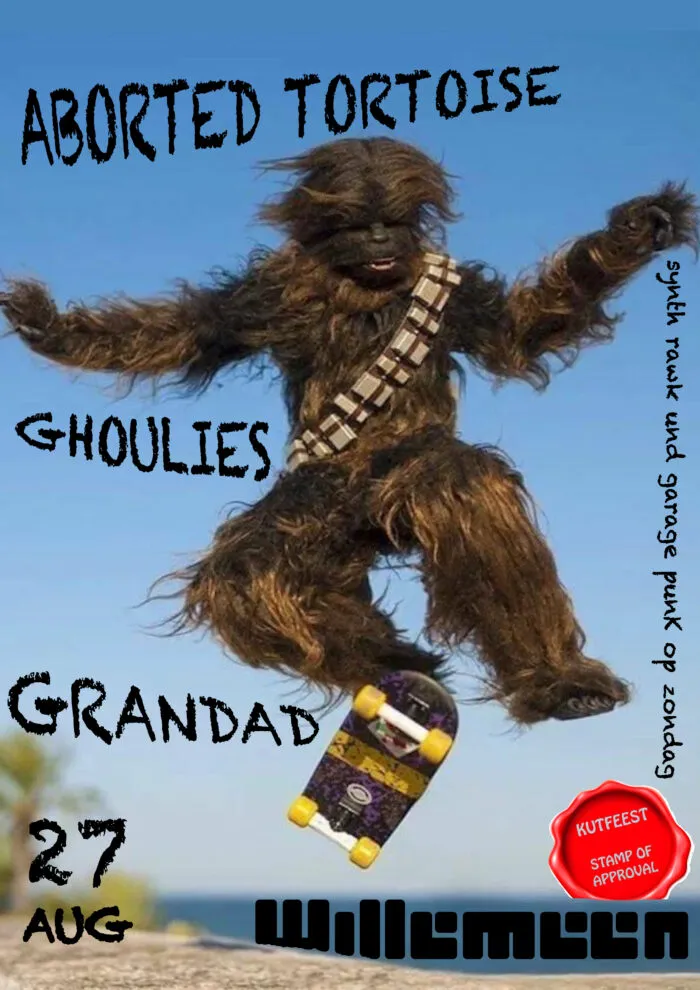 ABORTED TORTOISE
GHOULIES
GRANDAD
27
AUG
synth rawk und garage punk op zondag
KUTFEEST
STAMP OF
APPROVAL
Willemeen